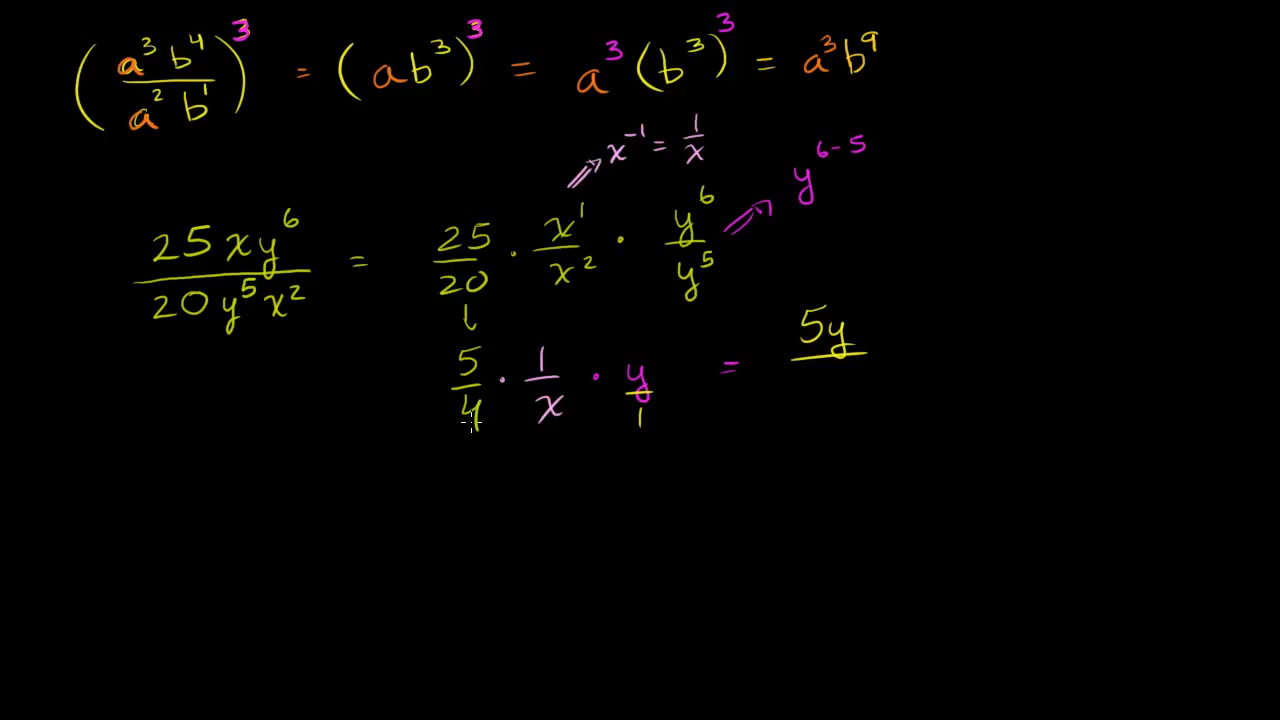 (a³b⁴/a²b¹)³ = (ab³)³ = a³(b³)³ = a³b⁹
x⁻¹ = 1/x
y⁶⁻⁵
25xy⁶/20y⁵x² = 25/20 · x¹/x² · y⁶/y⁵
5/4 · 1/x · y/1 = 5y